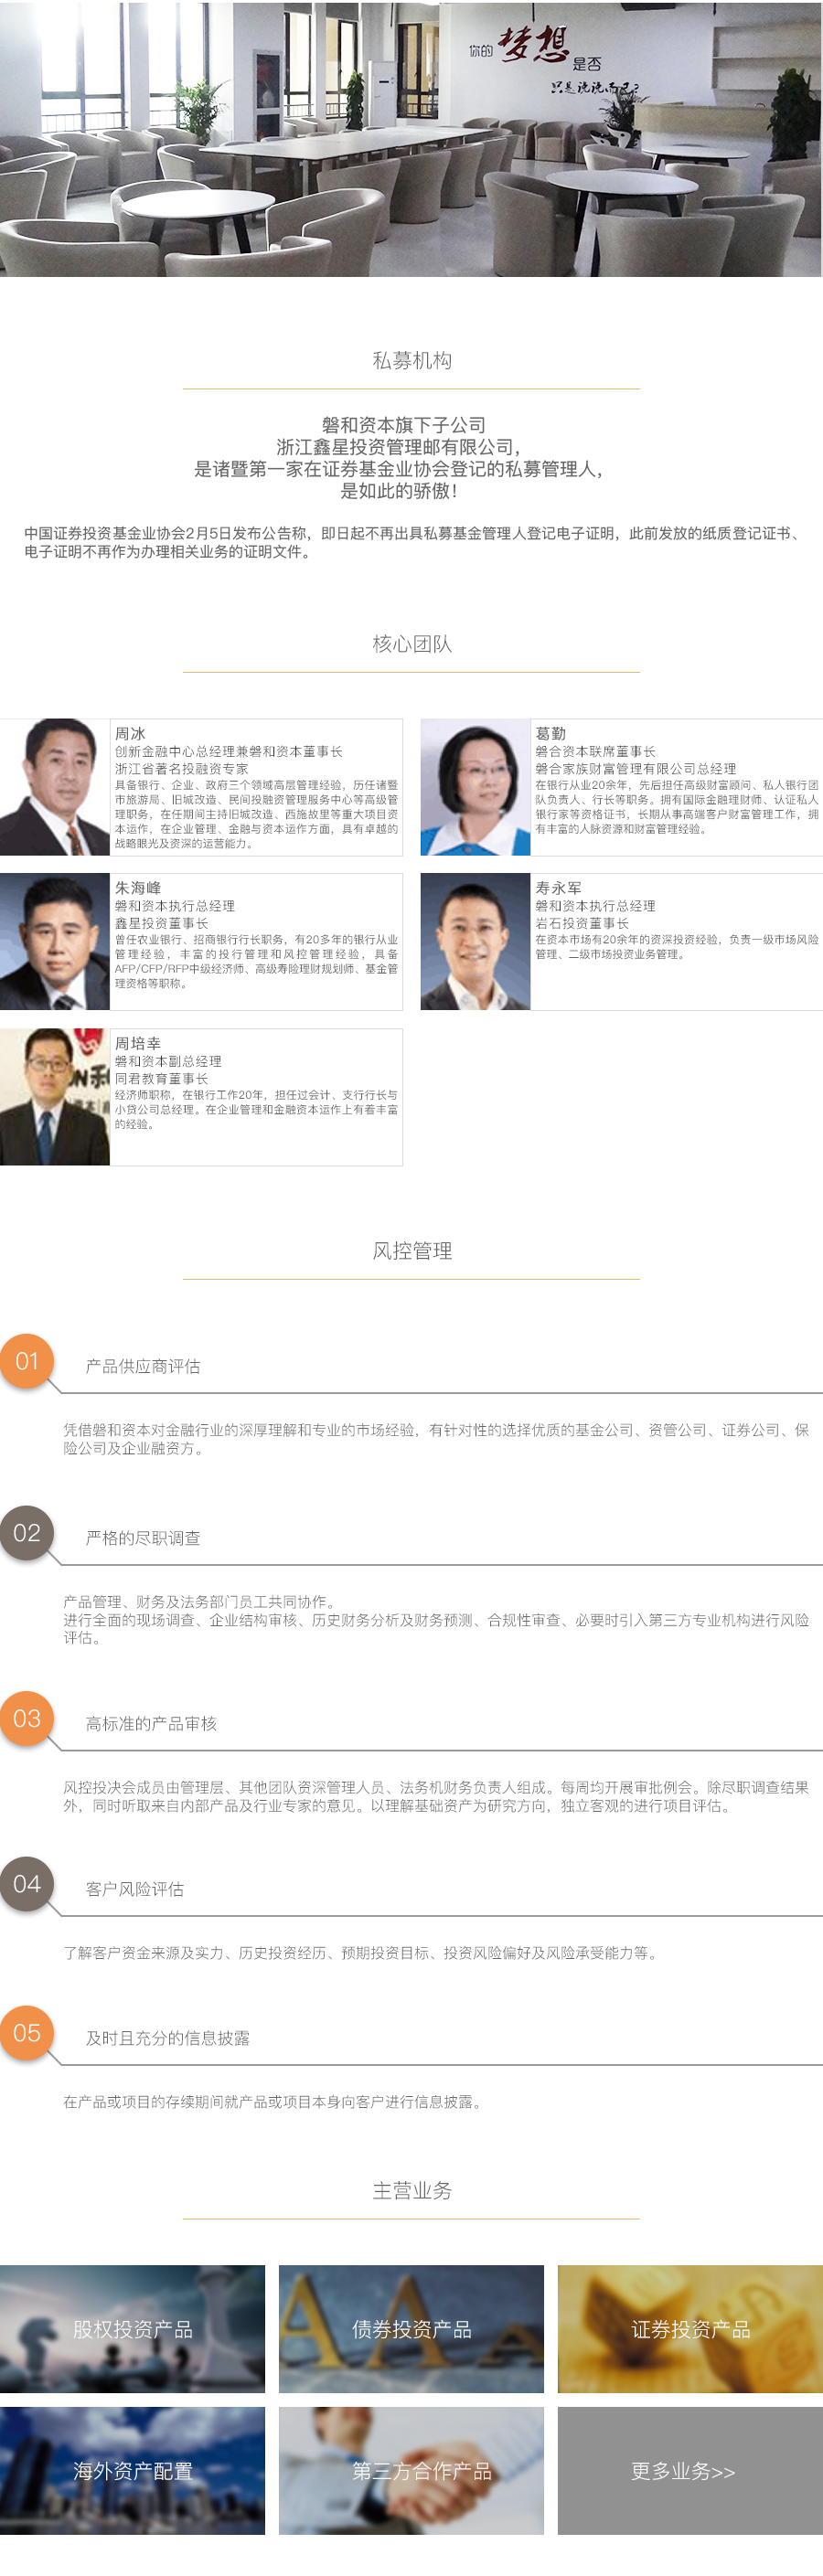 你的 梦想 是否
只是说说而已?
私募机构
磐和资本旗下子公司
浙江鑫星投资管理邮有限公司，
是诸暨第一家在证券基金业协会登记的私募管理人，
是如此的骄傲！
中国证券投资基金业协会2月5日发布公告称，即日起不再出具私募基金管理人登记电子证明，此前发放的纸质登记证书、
电子证明不再作为办理相关业务的证明文件。
核心团队
周冰
创新金融中心总经理兼磐和资本董事长
浙江省著名投融资专家
具备银行、企业、政府三个领域高层管理经验，历任诸暨
市旅游局、旧城改造、民间投融资管理服务中心等高级管
理职务，在任期间主持旧城改造、西施故里等重大项目资
本运作，在企业管理、金融与资本运作方面，具有卓越的
战略眼光及资深的运营能力。
葛勤
磐合资本联席董事长
磐合家族财富管理有限公司总经理
在银行从业20余年，先后担任高级财富顾问、私人银行团
队负责人、行长等职务。拥有国际金融理财师、认证私人
银行家等资格证书，长期从事高端客户财富管理工作，拥
有丰富的人脉资源和财富管理经验。
朱海峰
磐和资本执行总经理
鑫星投资董事长
曾任农业银行、招商银行行长职务，有20多年的银行从业
管理经验，丰富的投行管理和风控管理经验，具备
AFP/CFP/RFP中级经济师、高级寿险理财规划师、基金管
理资格等职称。
寿永军
磐和资本执行总经理
岩石投资董事长
在资本市场有20余年的资深投资经验，负责一级市场风险
管理、二级市场投资业务管理。
周培幸
磐和资本副总经理
同君教育董事长
经济师职称，在银行工作20年，担任过会计、支行行长与
小贷公司总经理。在企业管理和金融资本运作上有着丰富
的经验。
风控管理
01
产品供应商评估
凭借磐和资本对金融行业的深厚理解和专业的市场经验，有针对性的选择优质的基金公司、资管公司、证券公司、保
险公司及企业融资方。
02
严格的尽职调查
产品管理、财务及法务部门员工共同协作。
进行全面的现场调查、企业结构审核、历史财务分析及财务预测、合规性审查、必要时引入第三方专业机构进行风险
评估。
03
高标准的产品审核
风控投决会成员由管理层、其他团队资深管理人员、法务机财务负责人组成。每周均开展审批例会。除尽职调查结果
外，同时听取来自内部产品及行业专家的意见。以理解基础资产为研究方向，独立客观的进行项目评估。
04
客户风险评估
了解客户资金来源及实力、历史投资经历、预期投资目标、投资风险偏好及风险承受能力等。
05
及时且充分的信息披露
在产品或项目的存续期间就产品或项目本身向客户进行信息披露。
主营业务
股权投资产品
债券投资产品
证券投资产品
海外资产配置
第三方合作产品
更多业务>>